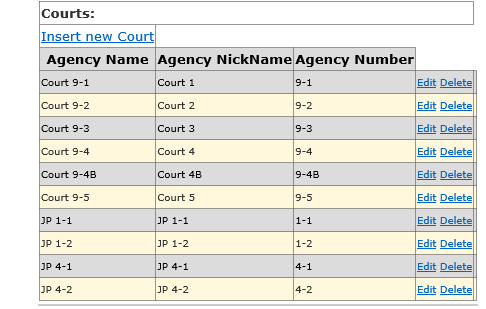 Courts:
Insert new Court
Agency Name Agency NickName Agency Number
Court 9-1 Court 1 9-1 Edit Delete
Court 9-2 Court 2 9-2 Edit Delete
Court 9-3 Court 3 9-3 Edit Delete
Court 9-4 Court 4 9-4 Edit Delete
Court 9-4B Court 4B 9-4B Edit Delete
Court 9-5 Court 5 9-5 Edit Delete
JP 1-1 JP 1-1 1-1 Edit Delete
JP 1-2 JP 1-2 1-2 Edit Delete
JP 4-1 JP 4-1 4-1 Edit Delete
JP 4-2 JP 4-2 4-2 Edit Delete